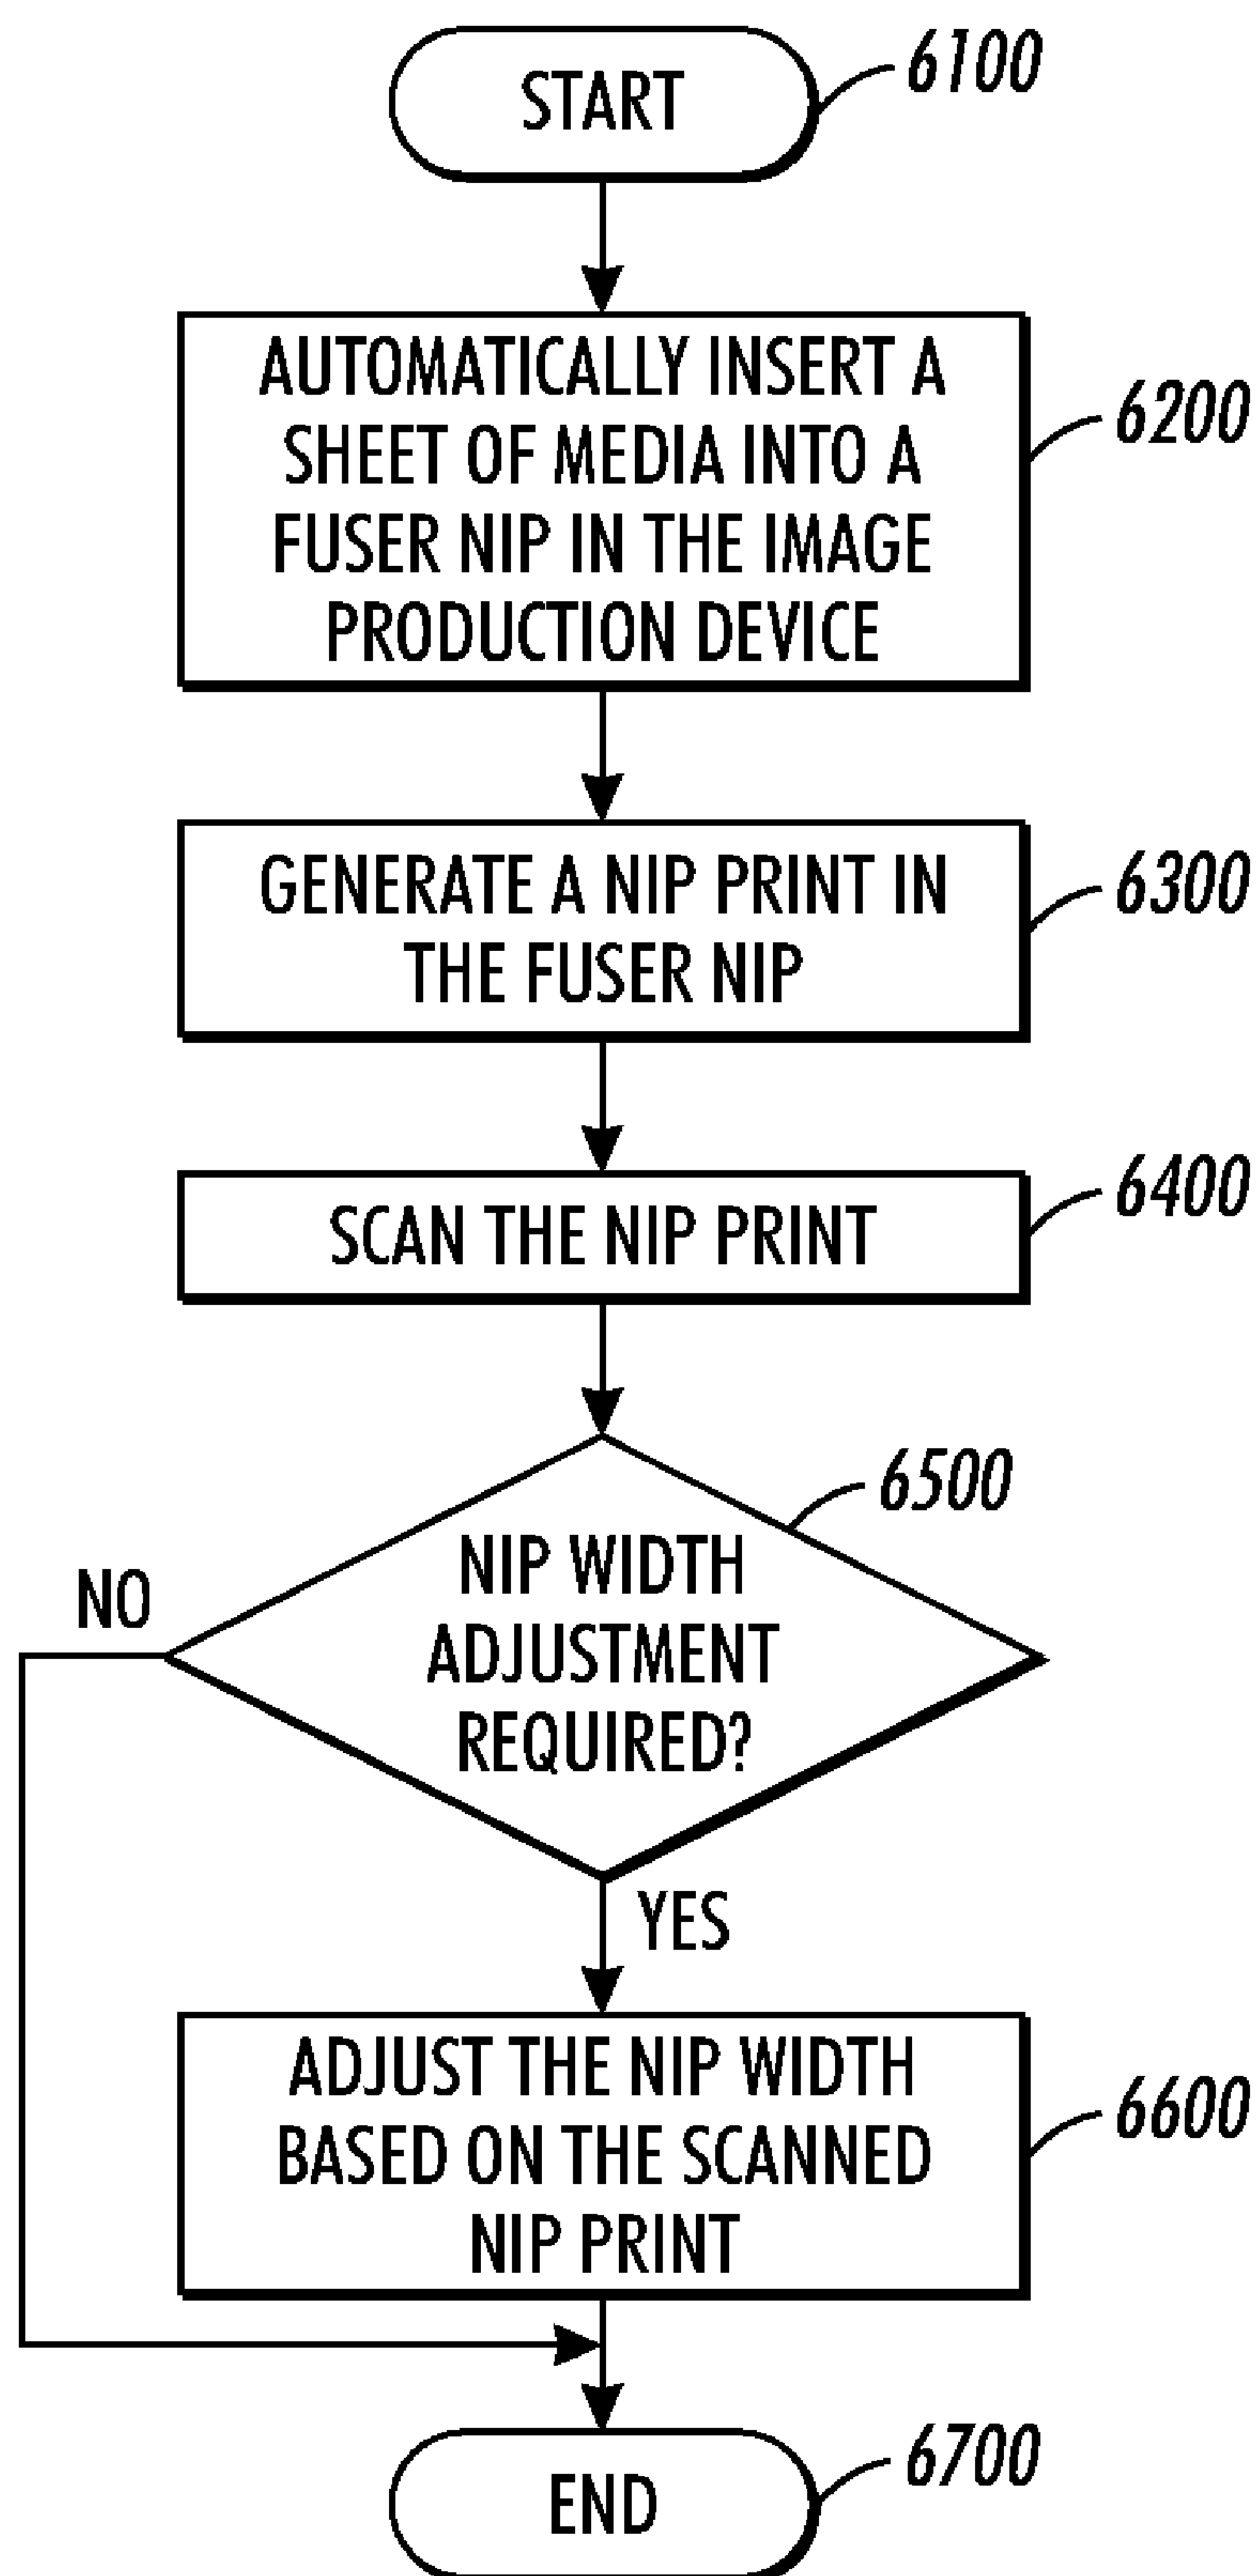 START
6100
AUTOMATICALLY INSERT A
SHEET OF MEDIA INTO A
FUSER NIP IN THE IMAGE
PRODUCTION DEVICE
6200
GENERATE A NIP PRINT IN
THE FUSER NIP
6300
SCAN THE NIP PRINT
6400
6500
NIP WIDTH
ADJUSTMENT
REQUIRED?
NO
YES
ADJUST THE NIP WIDTH
BASED ON THE SCANNED
NIP PRINT
6600
END
6700